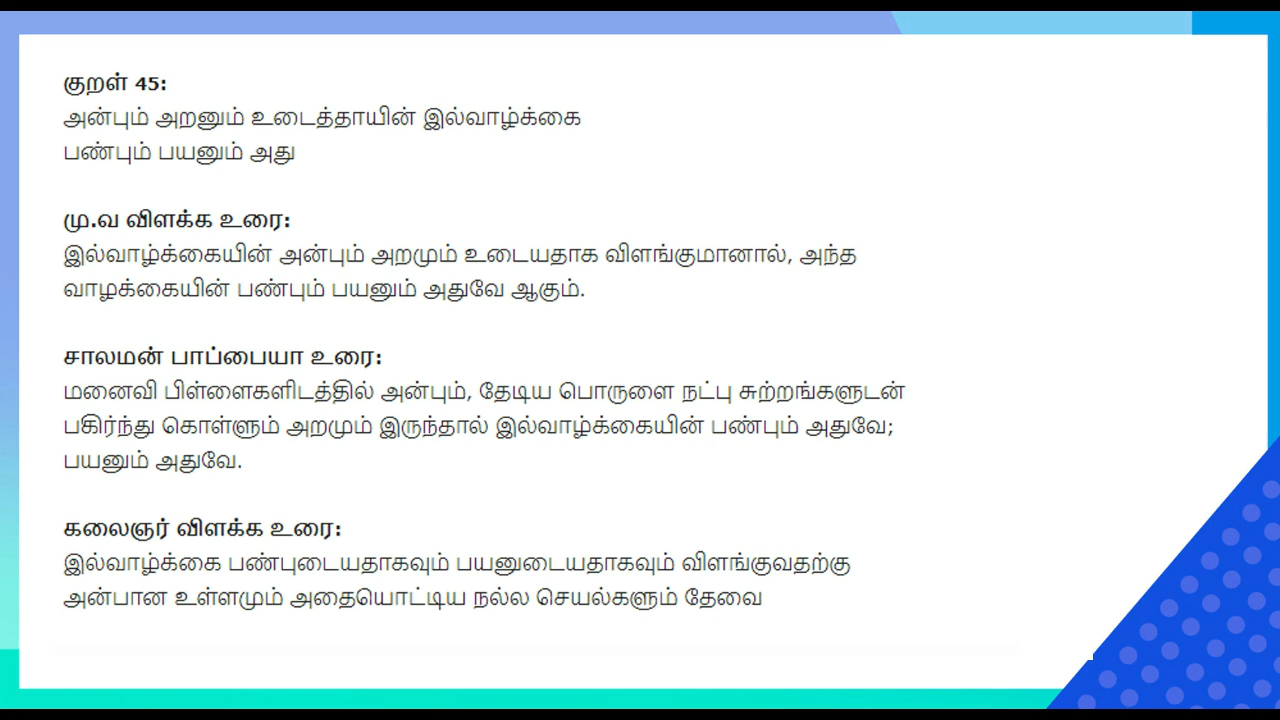 குறள் 45:
அன்பும் அறனும் உடைத்தாயின் இல்வாழ்க்கை
பண்பும் பயனும் அது
மு.வ விளக்க உரை:
இல்வாழ்க்கையின் அன்பும் அறமும் உடையதாக விளங்குமானால், அந்த
வாழக்கையின் பண்பும் பயனும் அதுவே ஆகும்.
சாலமன் பாப்பையா உரை:
மனைவி பிள்ளைகளிடத்தில் அன்பும், தேடிய பொருளை நட்பு சுற்றங்களுடன்
பகிர்ந்து கொள்ளும் அறமும் இருந்தால் இல்வாழ்க்கையின் பண்பும் அதுவே;
பயனும் அதுவே.
கலைஞர் விளக்க உரை:
இல்வாழ்க்கை பண்புடையதாகவும் பயனுடையதாகவும் விளங்குவதற்கு
அன்பான உள்ளமும் அதையொட்டிய நல்ல செயல்களும் தேவை